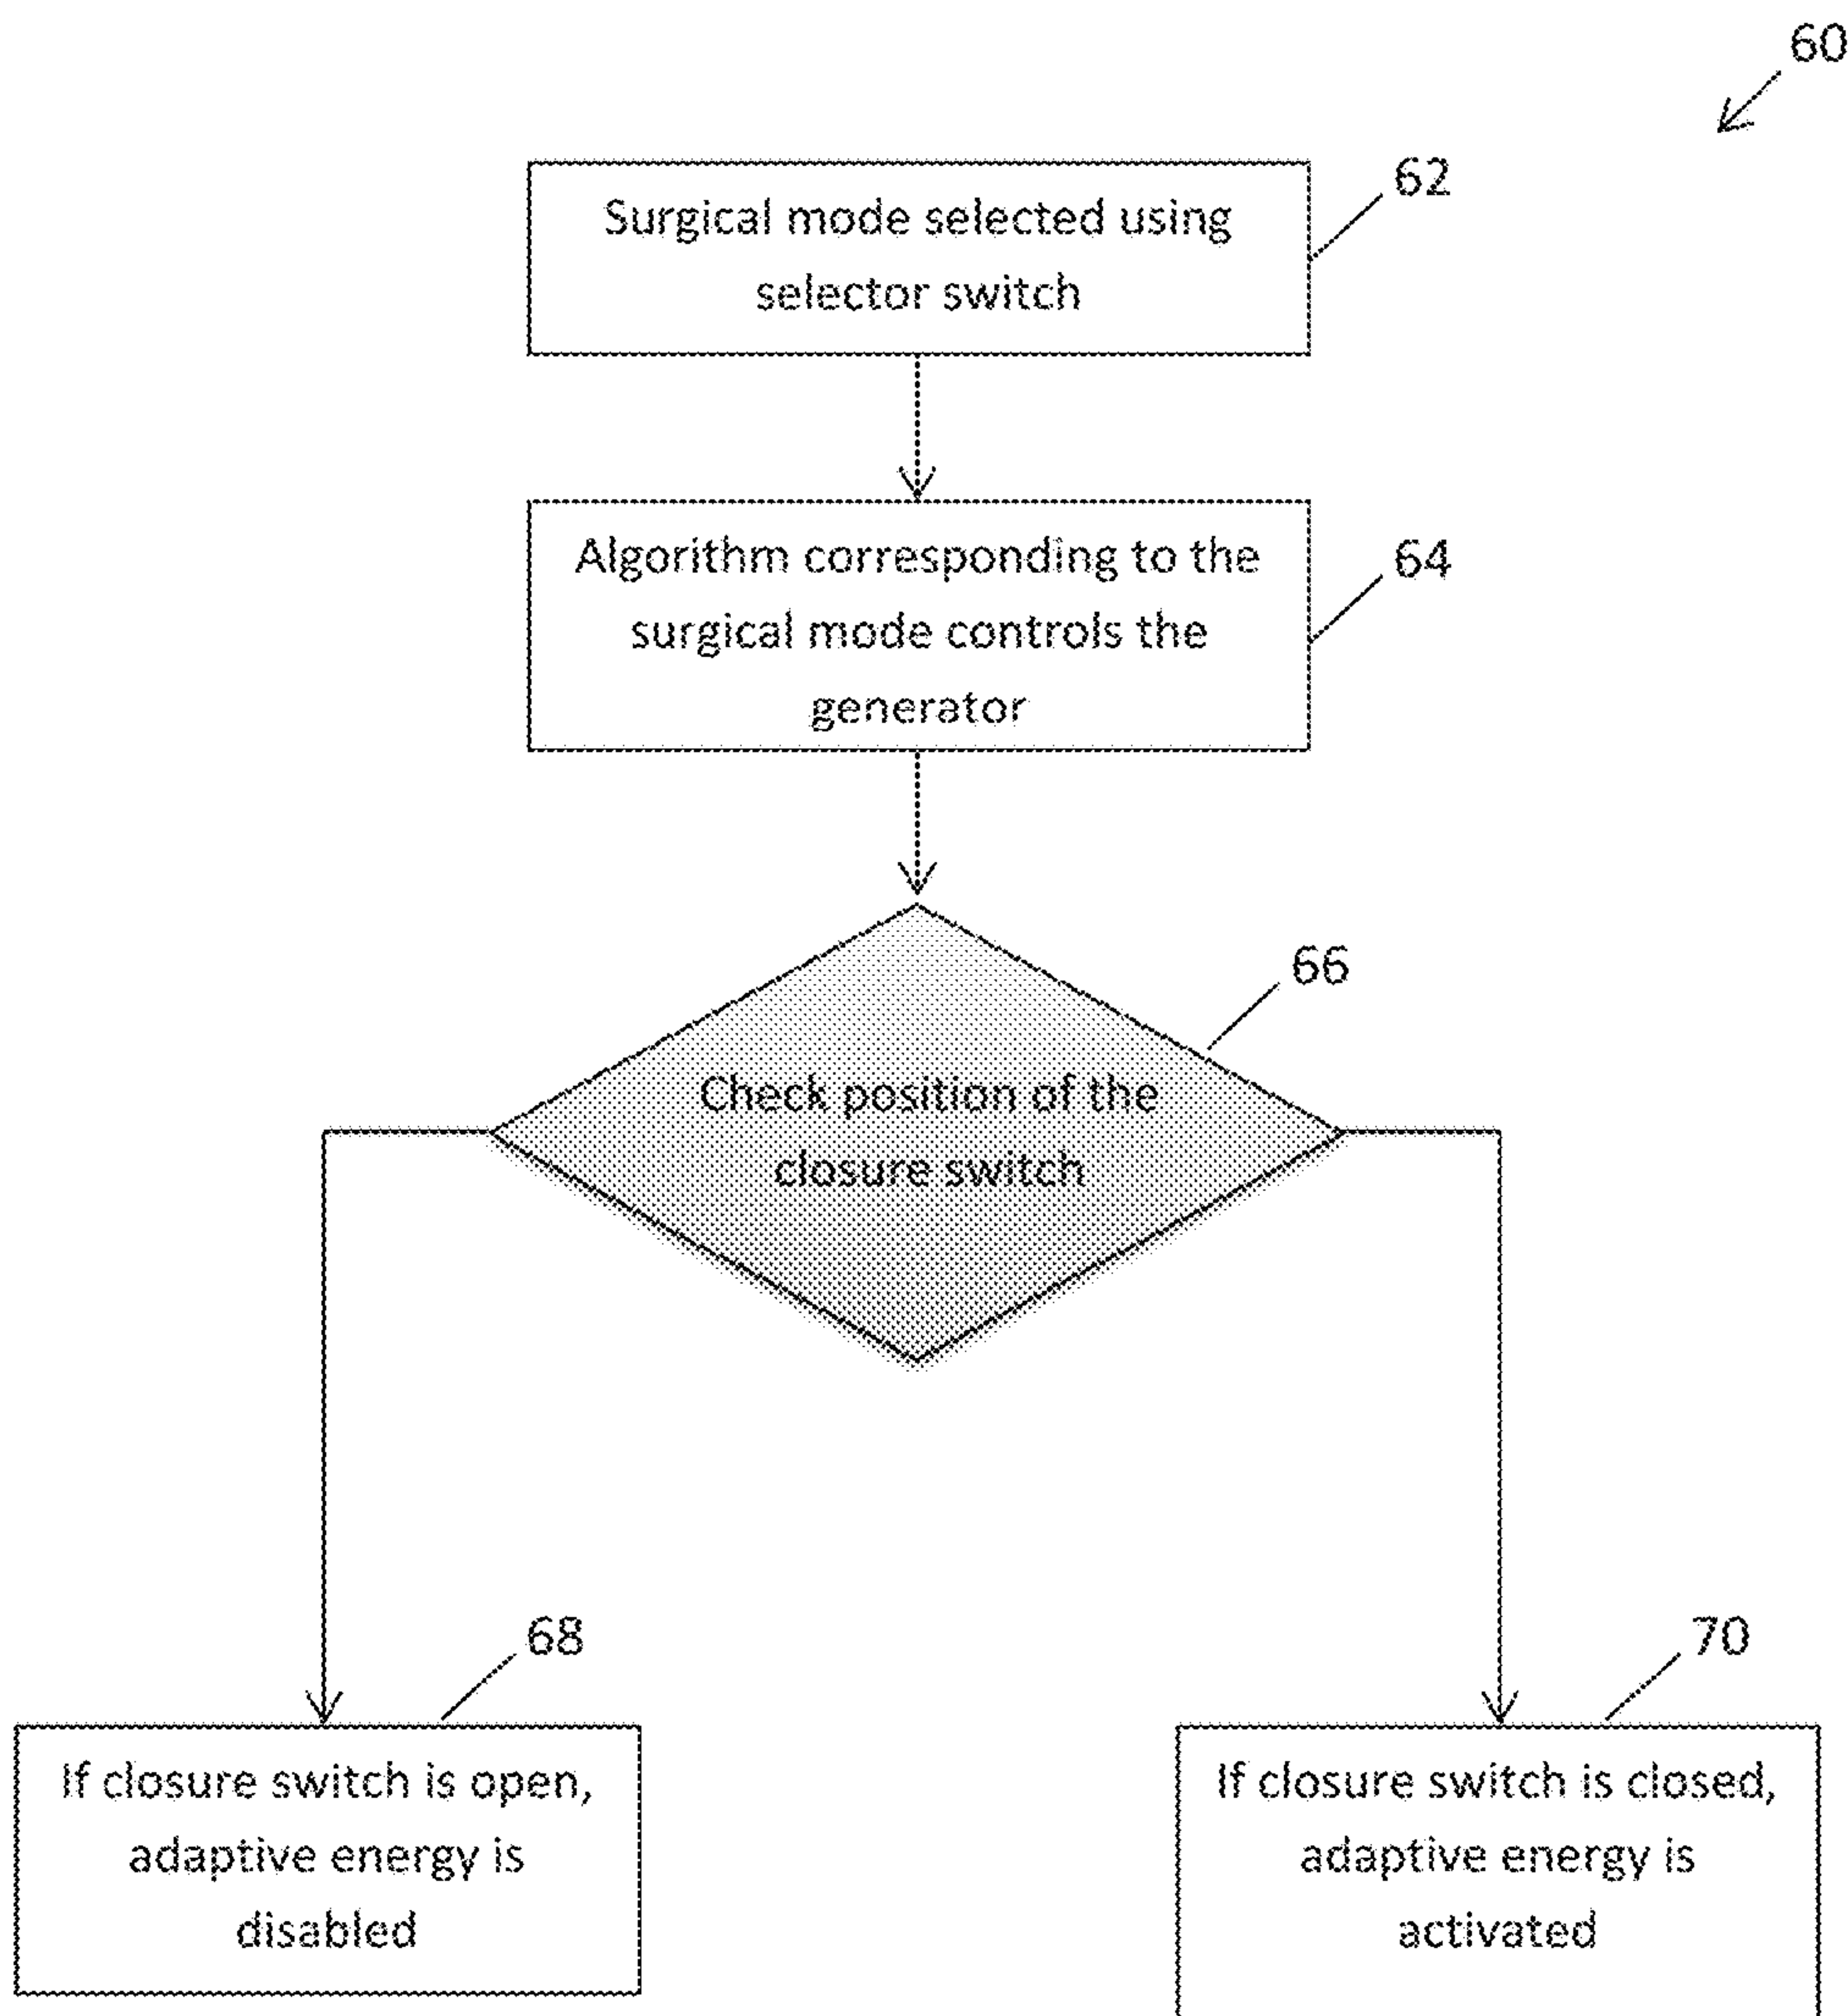 60
62
Surgical mode selected using
selector switch
64
Algorithm corresponding to the
surgical mode controls the
generator
66
Check position of the
closure switch
68
If closure switch is open,
adaptive energy is
disabled
70
If closure switch is closed,
adaptive energy is
activated